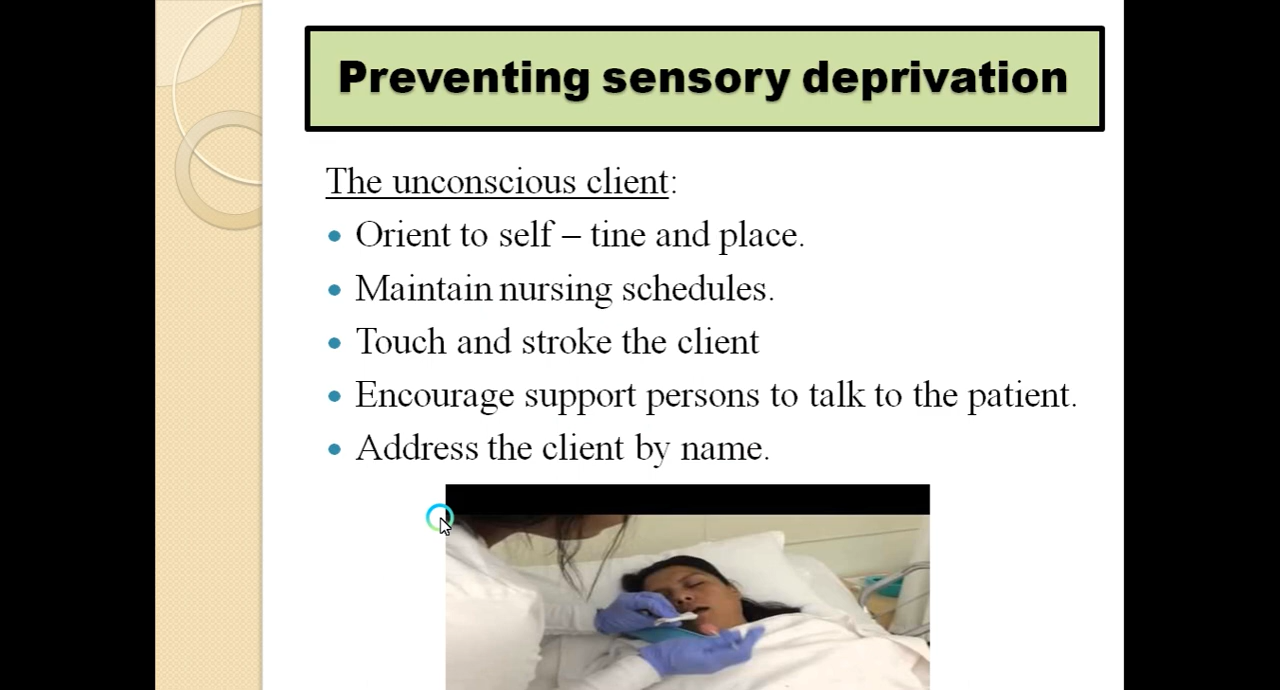 Preventing sensory deprivation
The unconscious client:
• Orient to self – tine and place.
• Maintain nursing schedules.
• Touch and stroke the client
• Encourage support persons to talk to the patient.
• Address the client by name.